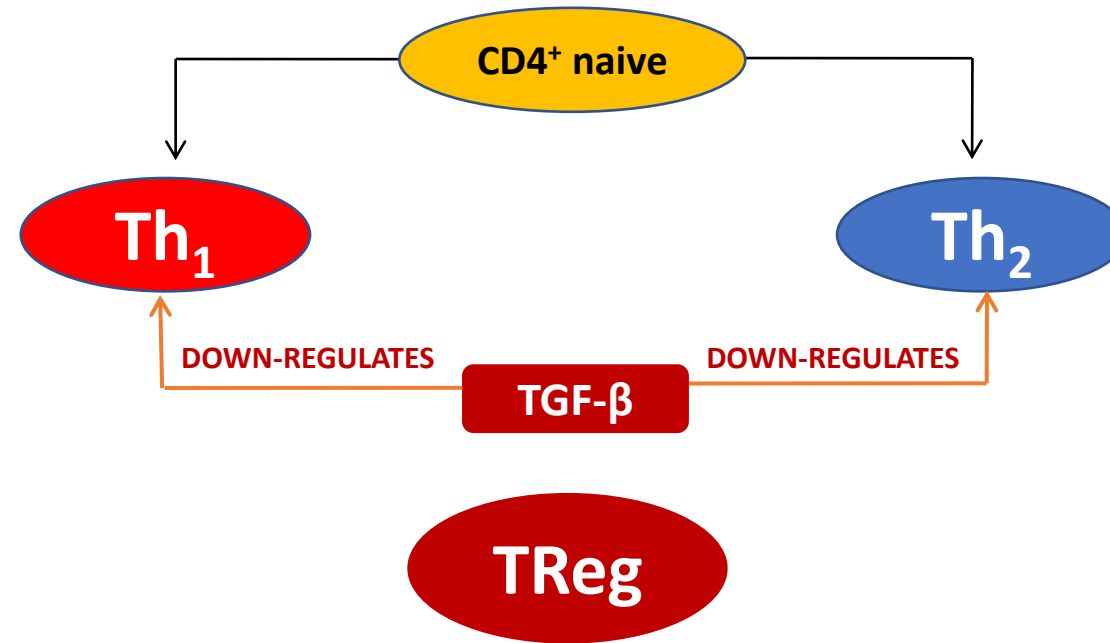 CD4⁺ naive
Th₁
Th₂
DOWN-REGULATES
DOWN-REGULATES
TGF-β
TReg